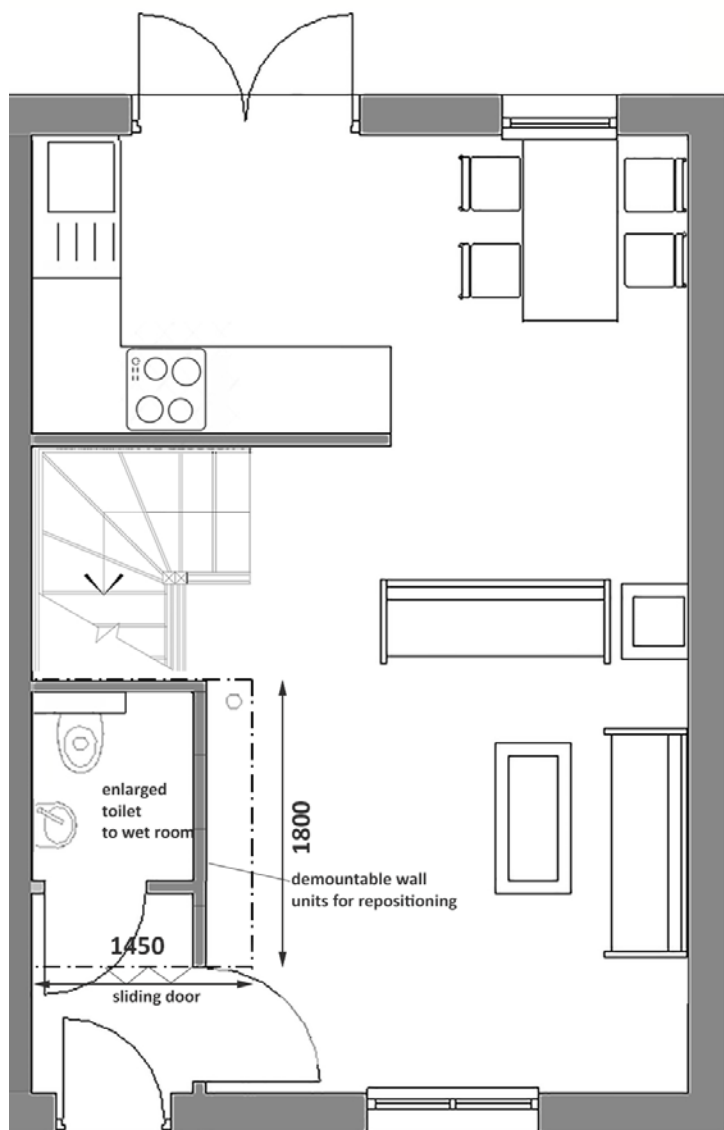 enlarged
toilet
to wet room
1800
demountable wall
units for repositioning
1450
sliding door